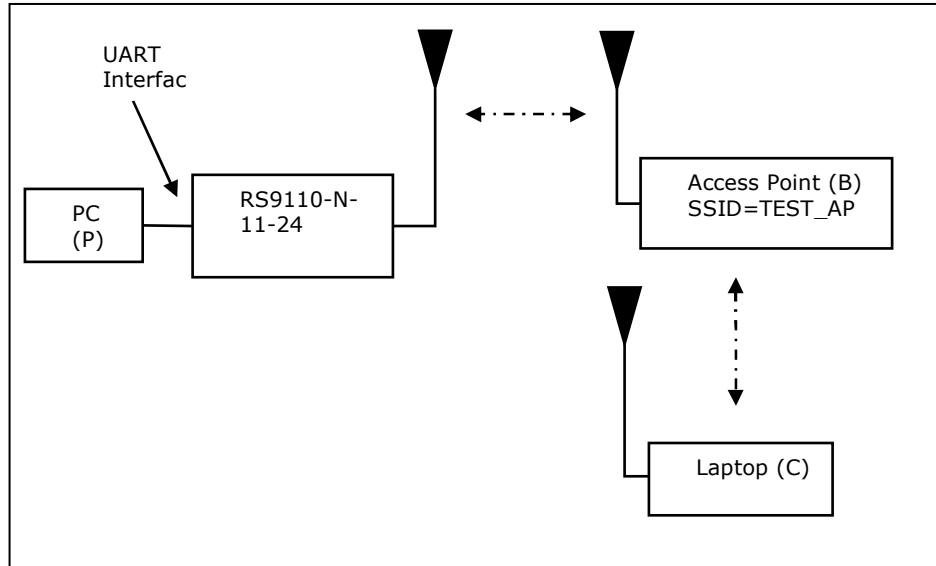 UART
Interfac
PC
(P)
RS9110-N-
11-24
Access Point (B)
SSID=TEST_AP
Laptop (C)